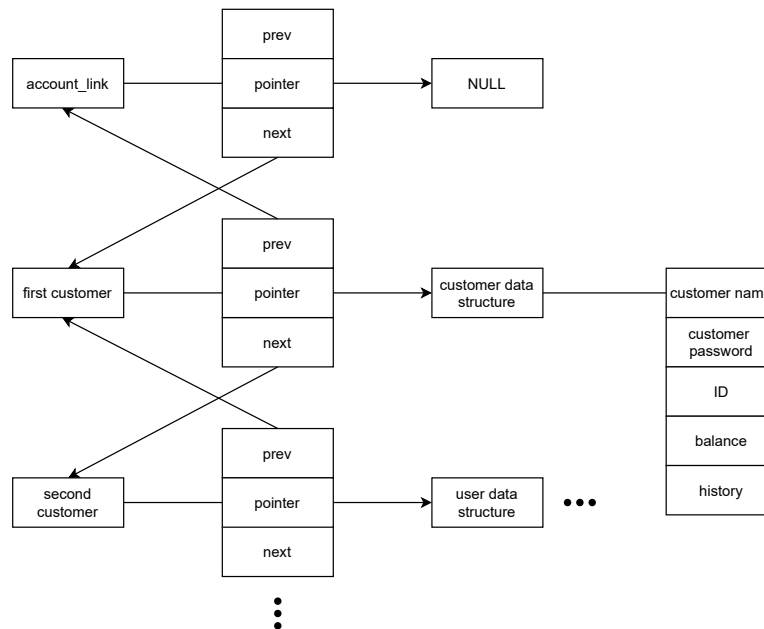 prev
account_link
pointer
NULL
next
prev
first customer
pointer
customer data
structure
customer nam
next
customer
password
ID
prev
balance
second
customer
pointer
user data
structure
history
next